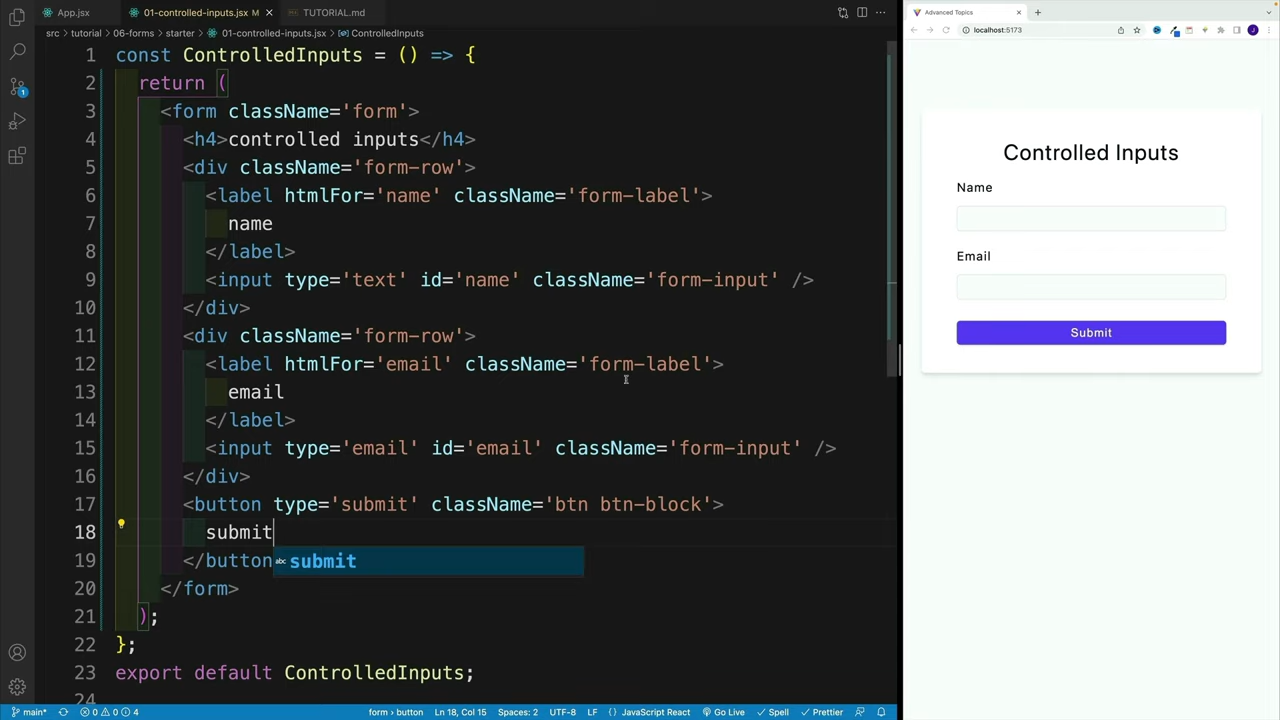 App.jsx
01-controlled-inputs.jsx M
TUTORIAL.md
src > tutorial > 06-forms > starter > 01-controlled-inputs.jsx > ControlledInputs
1 const ControlledInputs = () => {
2 return (
3 <form className='form'>
4 <h4>controlled inputs</h4>
5 <div className='form-row'>
6 <label htmlFor='name' className='form-label'>
7 name
8 </label>
9 <input type='text' id='name' className='form-input' />
10 </div>
11 <div className='form-row'>
12 <label htmlFor='email' className='form-label'>
13 email
14 </label>
15 <input type='email' id='email' className='form-input' />
16 </div>
17 <button type='submit' className='btn btn-block'>
18 submit
19 </button
abc submit
20 </form>
21 );
22 };
23 export default ControlledInputs;
24
1
main*
0 0 4
form > button
Ln 18, Col 15
Spaces: 2
UTF-8
LF
{} JavaScript React
Go Live
Spell
Prettier
Advanced Topics
localhost:5173
J
Controlled Inputs
Name
Email
Submit